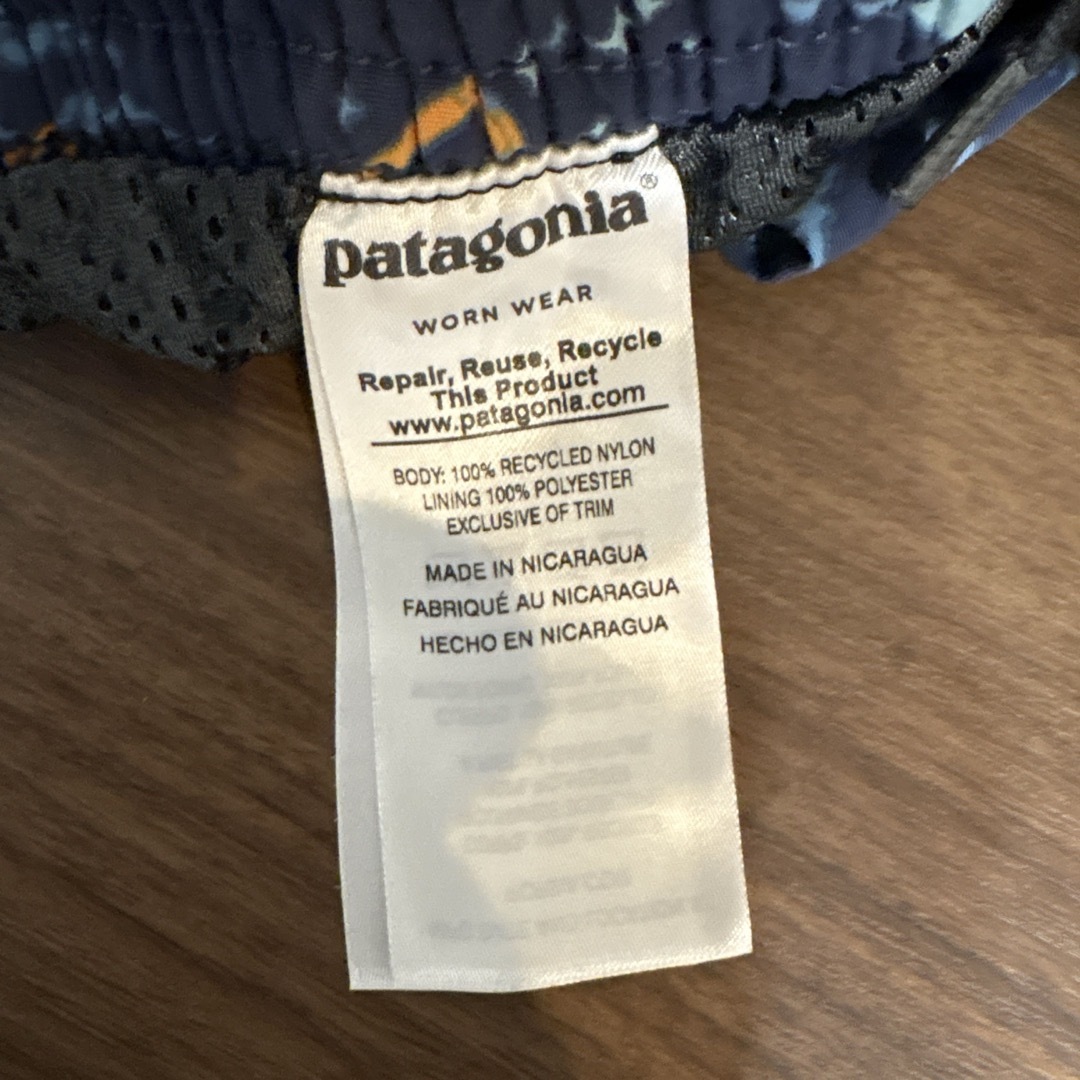 patagonia®
WORN WEAR
Repair, Reuse, Recycle
This Product
www.patagonia.com
BODY: 100% RECYCLED NYLON
LINING 100% POLYESTER
EXCLUSIVE OF TRIM
MADE IN NICARAGUA
FABRIQUÉ AU NICARAGUA
HECHO EN NICARAGUA